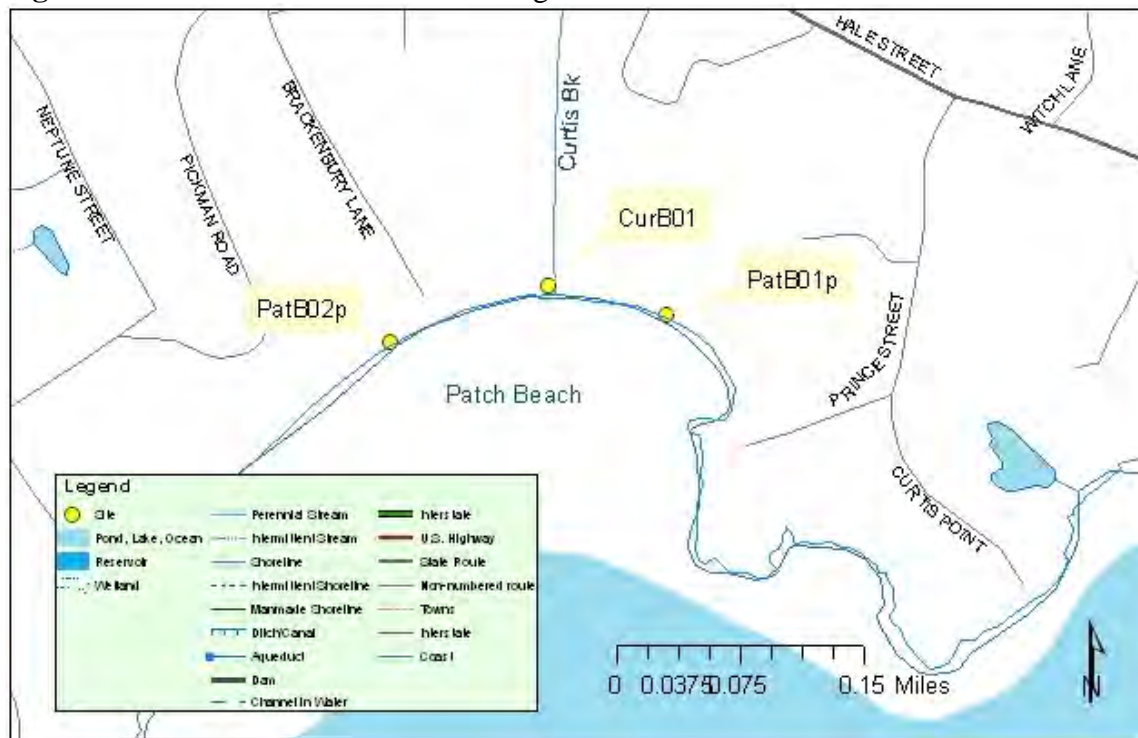 HALE STREET
WITCH LANE
NEPTUNE STREET
PICKMAN ROAD
BRACKENBURY LANE
Curtis Bk
CurB01
PatB01p
PatB02p
Patch Beach
PRINCE STREET
CURTIS POINT
Legend
Site
Pond, Lake, Ocean
Reservoir
Wetland
Perennial Stream
Intermittent Stream
Shoreline
Intermittent Shoreline
Manmade Shoreline
Ditch/Canal
Aqueduct
Dam
Channel in Water
Interstate
U.S. Highway
State Route
Non-numbered route
Towns
Interstate
Coast
0 0.0375 0.075 0.15 Miles
N